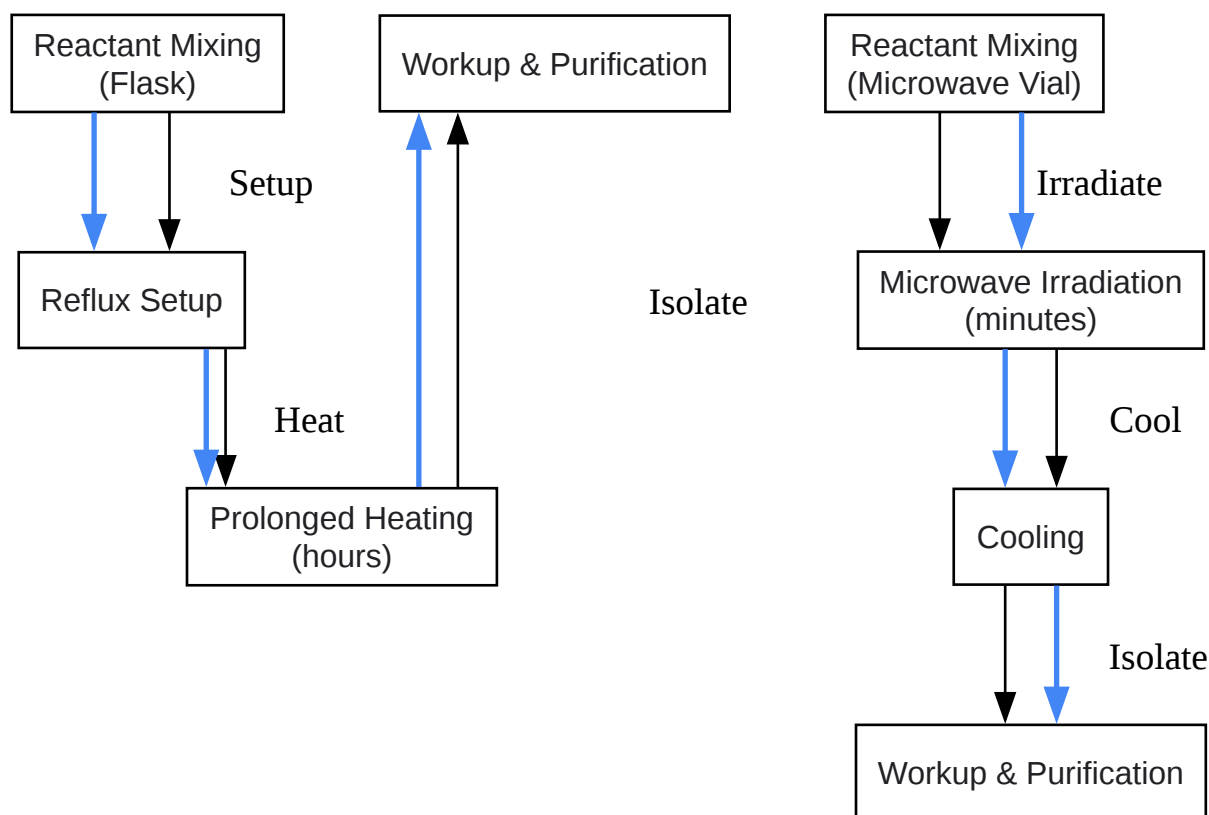 Reactant Mixing
(Flask)
Setup
Reflux Setup
Heat
Prolonged Heating
(hours)
Workup & Purification
Isolate
Reactant Mixing
(Microwave Vial)
Irradiate
Microwave Irradiation
(minutes)
Cool
Cooling
Isolate
Workup & Purification